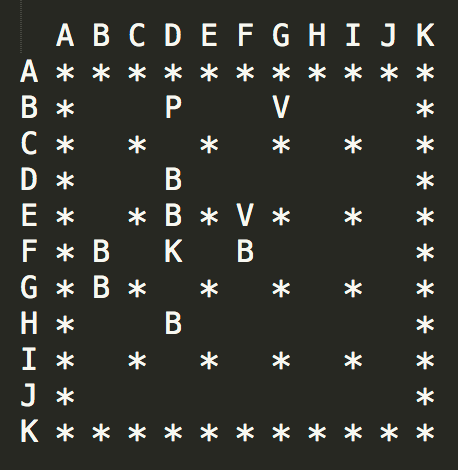 A B C D E F G H I J K
A * * * * * * * * * * *
B *     P     V       *
C *   *   *   *   *   *
D *     B             *
E *   * B * V *   *   *
F * B   K   B         *
G * B *   *   *   *   *
H *     B             *
I *   *   *   *   *   *
J *                   *
K * * * * * * * * * * *